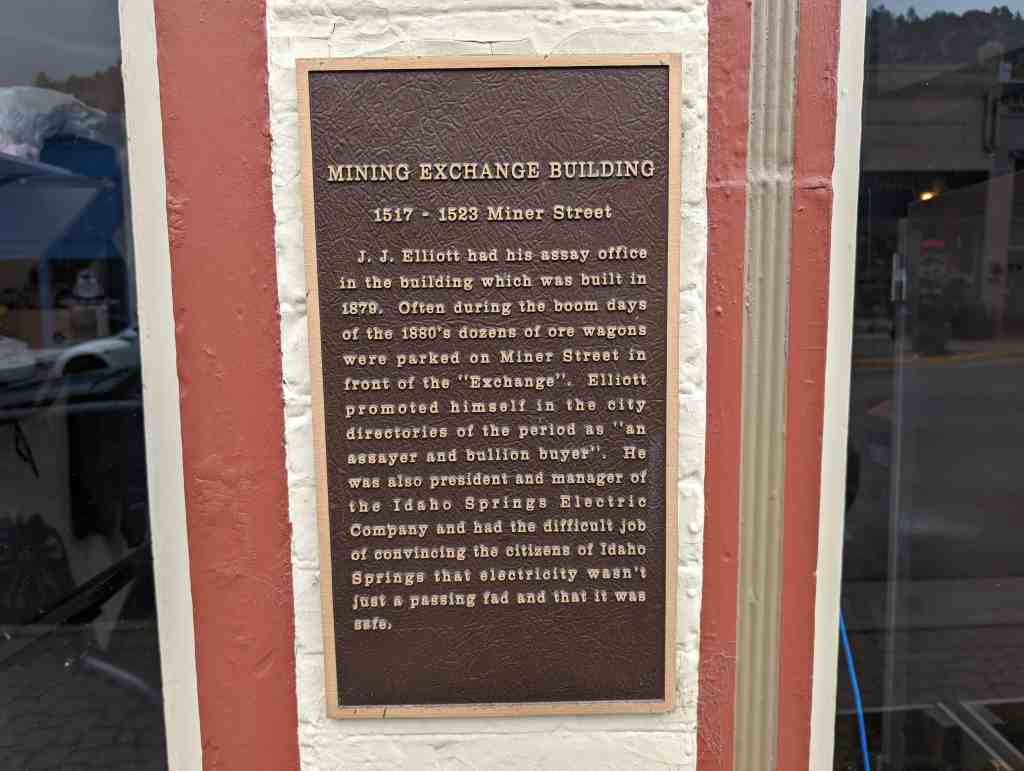 MINING EXCHANGE BUILDING
1517 - 1523 Miner Street
J. J. Elliott had his assay office
in the building which was built in
1879. Often during the boom days
of the 1880's dozens of ore wagons
were parked on Miner Street in
front of the "Exchange". Elliott
promoted himself in the city
directories of the period as "an
assayer and bullion buyer". He
was also president and manager of
the Idaho Springs Electric
Company and had the difficult job
of convincing the citizens of Idaho
Springs that electricity wasn't
just a passing fad and that it was
safe.